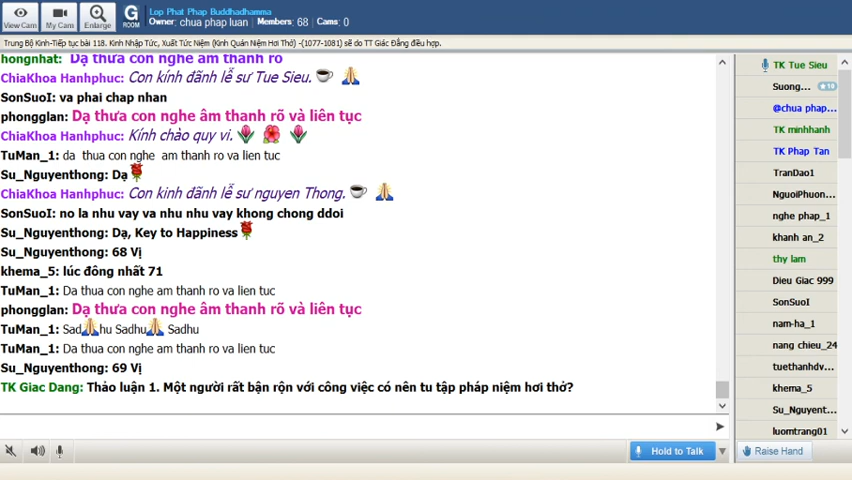 View Cam
My Cam
Enlarge
G
ROOM
Lop Phat Phap Buddhadhamma
Owner: chua phap luan Members: 68 Cams: 0
Trung Bộ Kinh-Tiếp tục bài 118. Kinh Nhập Tức, Xuất Tức Niệm (Kinh Quán Niệm Hơi Thở) -(1077-1081) sẽ do TT Giác Đẳng điều hợp.
hongnhat: Dạ thưa con nghe âm thanh rõ
ChiaKhoa Hanhphuc: Con kính đãnh lễ sư Tue Sieu.
SonSuoI: va phai chap nhan
phongglan: Dạ thưa con nghe âm thanh rõ và liên tục
ChiaKhoa Hanhphuc: Kính chào quy vi.
TuMan_1: da thua con nghe am thanh ro va lien tuc
Su_Nguyenthong: Dạ
ChiaKhoa Hanhphuc: Con kinh đãnh lễ sư nguyen Thong.
SonSuoI: no la nhu vay va nhu nhu vay khong chong ddoi
Su_Nguyenthong: Dạ, Key to Happiness
Su_Nguyenthong: 68 Vị
khema_5: lúc đông nhất 71
TuMan_1: Da thua con nghe am thanh ro va lien tuc
phongglan: Dạ thưa con nghe âm thanh rõ và liên tục
TuMan_1: Sadhu Sadhu Sadhu
TuMan_1: Da thua con nghe am thanh ro va lien tuc
Su_Nguyenthong: 69 Vị
TK Giac Dang: Thảo luận 1. Một người rất bận rộn với công việc có nên tu tập pháp niệm hơi thở?
Hold to Talk
TK Tue Sieu
Suong... 10
@chua phap...
TK minhhanh
TK Phap Tan
TranDao1
NguoiPhuon...
nghe phap_1
khanh an_2
thy lam
Dieu Giac 999
SonSuoI
nam-ha_1
nang chieu_24
tuethanhdv...
khema_5
Su_Nguyent...
luomtrang01
Raise Hand